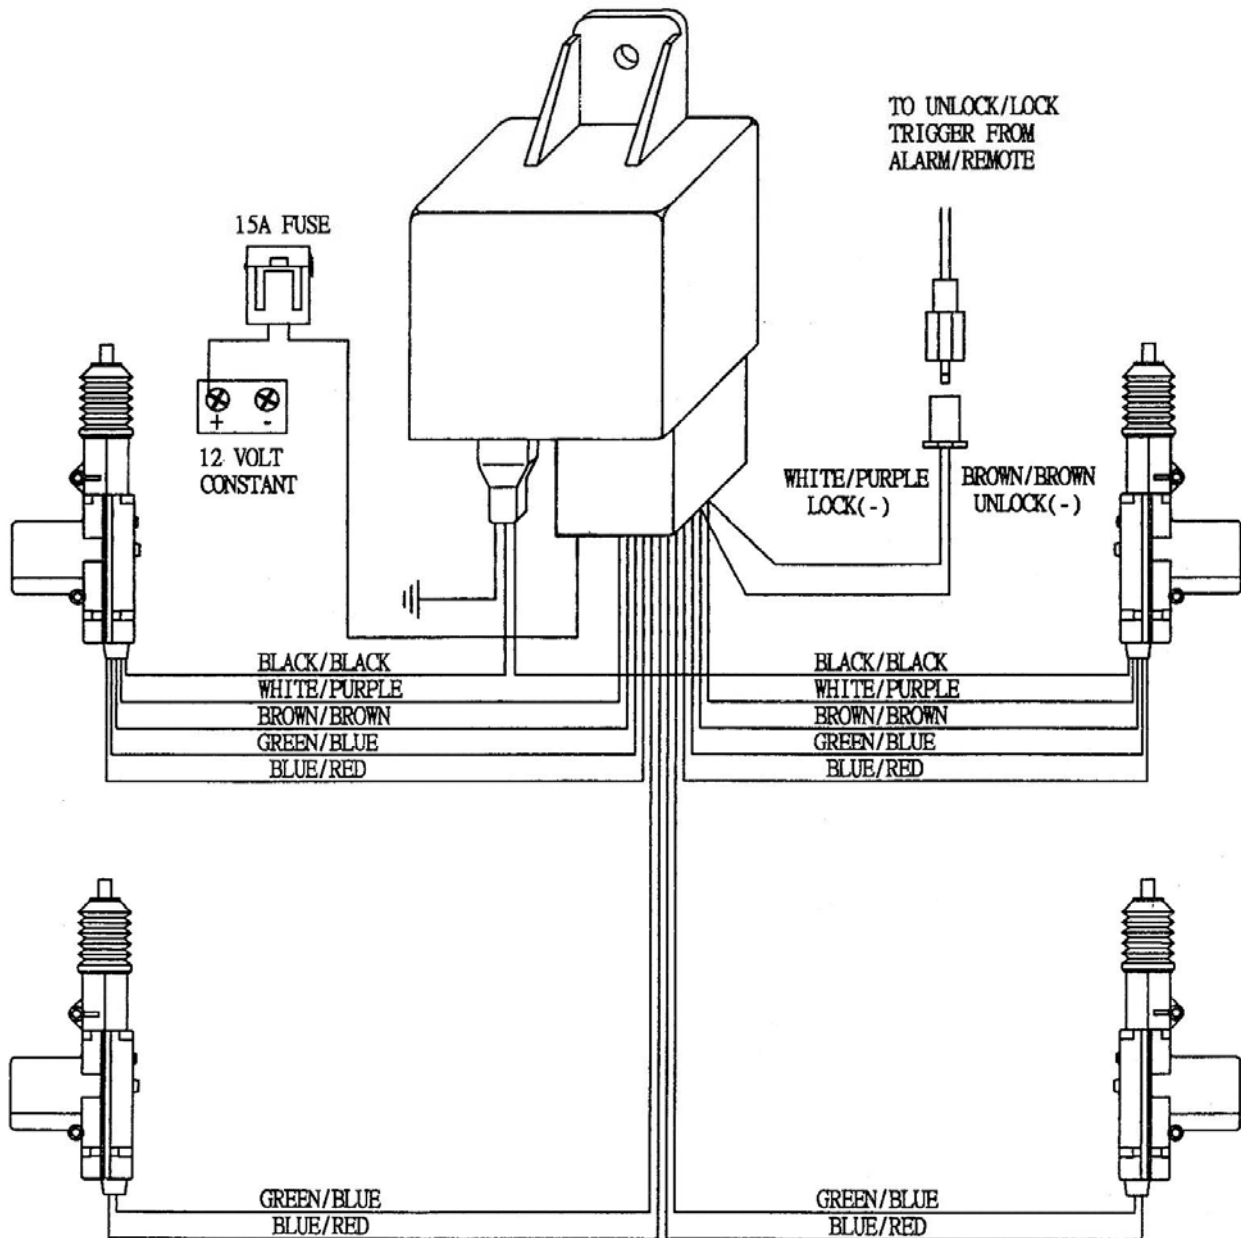 TO UNLOCK/LOCK
TRIGGER FROM
ALARM/REMOTE
15A FUSE
+ -
12 VOLT
CONSTANT
WHITE/PURPLE
LOCK(-)
BROWN/BROWN
UNLOCK(-)
BLACK/BLACK
WHITE/PURPLE
BROWN/BROWN
GREEN/BLUE
BLUE/RED
BLACK/BLACK
WHITE/PURPLE
BROWN/BROWN
GREEN/BLUE
BLUE/RED
GREEN/BLUE
BLUE/RED
GREEN/BLUE
BLUE/RED